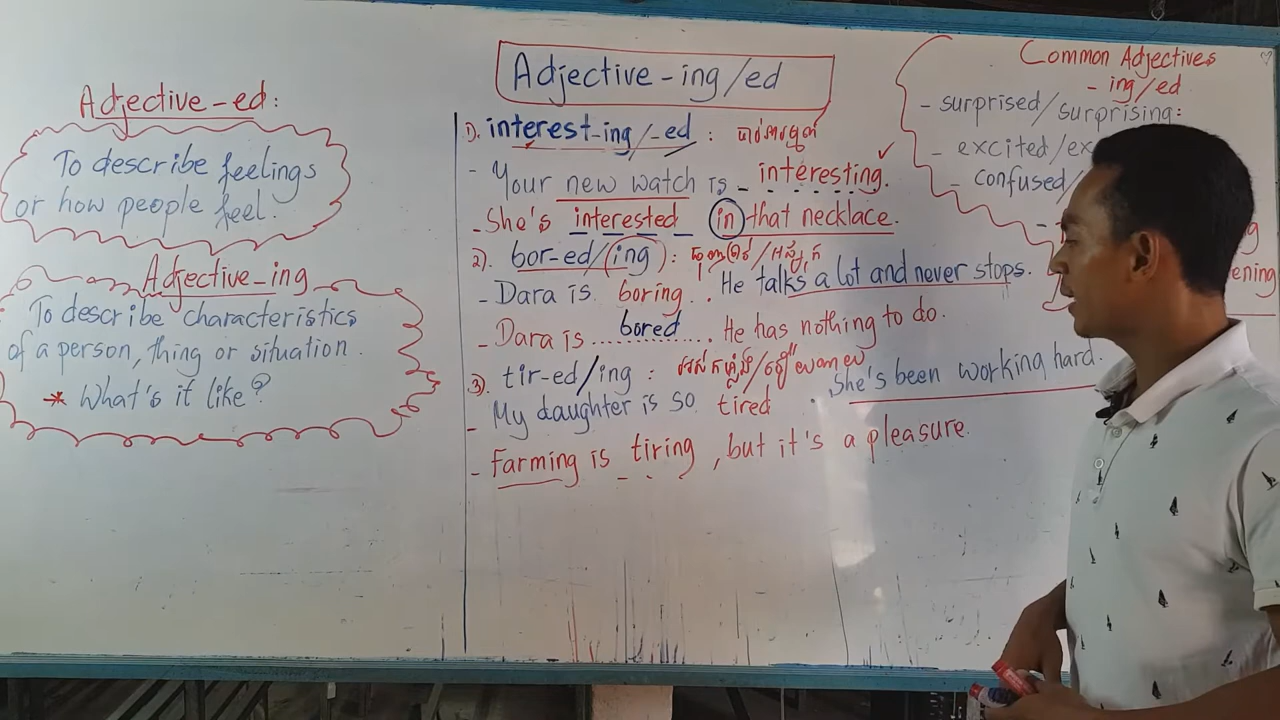 Adjective-ed:
To describe feelings
or how people feel.
Adjective-ing
To describe characteristics
of a person, thing or situation.
* What's it like?
Adjective-ing/ed
1). interest-ing/-ed :
- Your new watch is interesting.
- She's interested in that necklace.
2). bor-ed/(ing) :
- Dara is boring. He talks a lot and never stops.
- Dara is bored. He has nothing to do.
3. tir-ed/ing :
- My daughter is so tired. She's been working hard.
- Farming is tiring, but it's a pleasure.
Common Adjectives
- ing/ed
- surprised/surprising:
- excited/ex
- confused/
g
ening